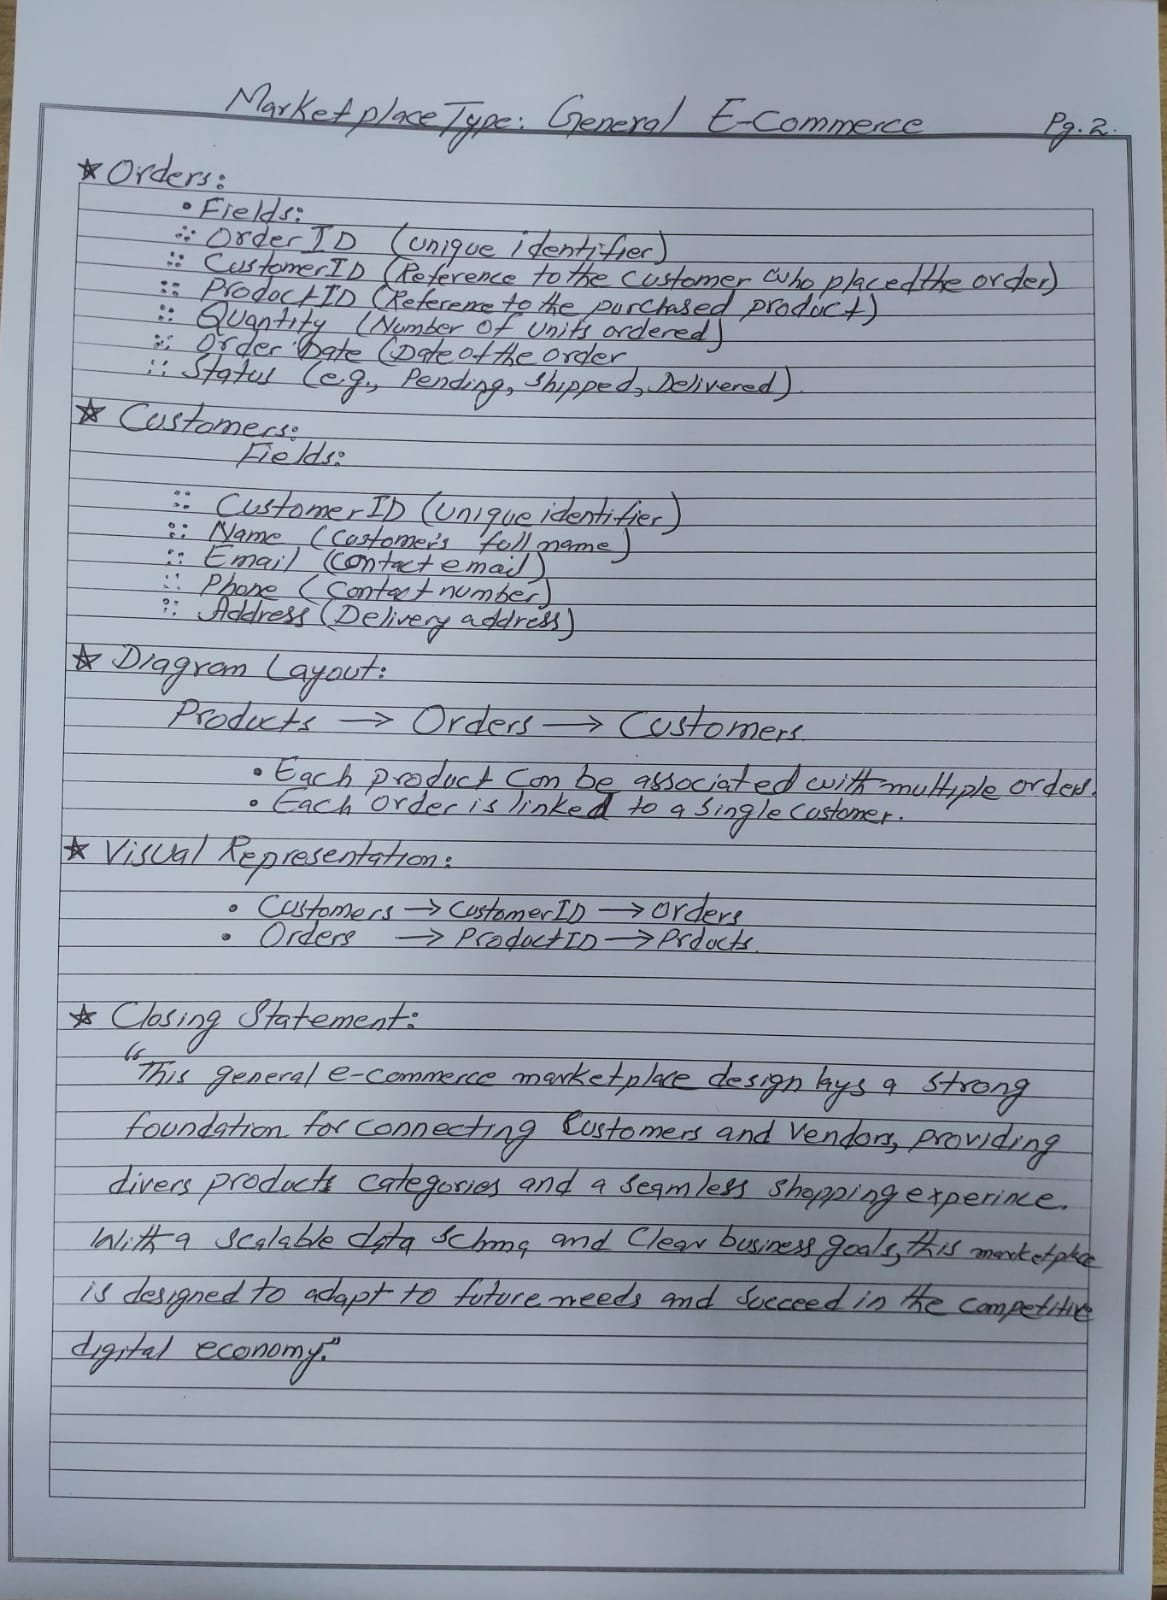 Marketplace Type: General E-Commerce Pg. 2.
★ Orders:
• Fields:
∴ Order ID (unique identifier)
:: CustomerID (Reference to the Customer who placed the order)
:: ProductID (Refereme to the purchased product)
:: Quantity (Number of units ordered)
:: Order Date (Date of the order
:: Status (e.g., Pending, Shipped, Delivered).
★ Customers:
Fields:
:: CustomerID (Unique identifier)
:: Name (Customer's full name)
:: Email (Contact email)
:: Phone (Contact number)
:: Address (Delivery address)
★ Diagram Layout:
Products → Orders → Customers.
• Each product can be associated with multiple orders.
• Each order is linked to a single customer.
★ Visual Representation:
• Customers → CustomerID → Orders
• Orders → ProductID → Prducts.
★ Closing Statement:
"This general e-commerce marketplace design lays a strong
foundation for connecting Customers and Vendors, providing
divers products categories and a seamless shopping experince.
With a scalable data Schma and Clear business goals, this marketplace
is designed to adapt to future needs and succeed in the competitive
digital economy."